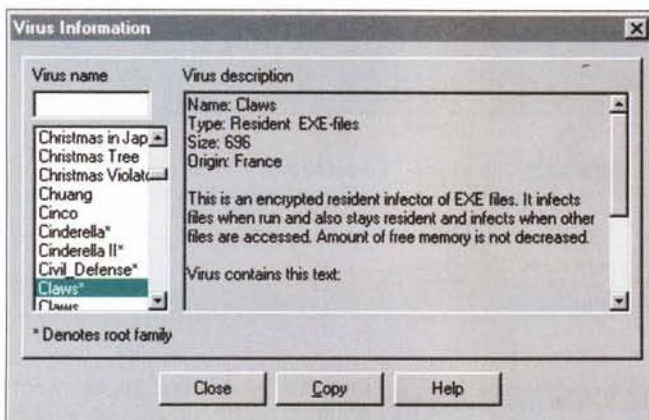 Virus Information
Virus name
Virus description
Christmas in Jap
Christmas Tree
Christmas Violato
Chuang
Cinco
Cinderella*
Cinderella II*
Civil_Defense*
Claws*
Claws
* Denotes root family
Name: Claws
Type: Resident EXE-files
Size: 696
Origin: France
This is an encrypted resident infector of EXE files. It infects
files when run and also stays resident and infects when other
files are accessed. Amount of free memory is not decreased.
Virus contains this text:
Close
Copy
Help